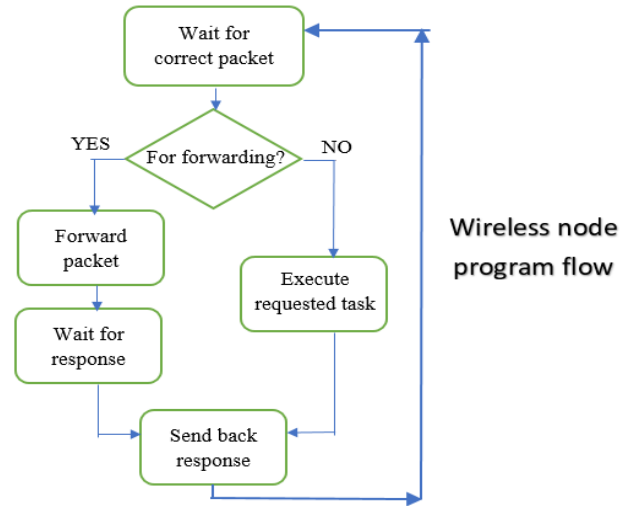 Wait for
correct packet
YES
For forwarding?
NO
Forward
packet
Wireless node
program flow
Execute
requested task
Wait for
response
Send back
response